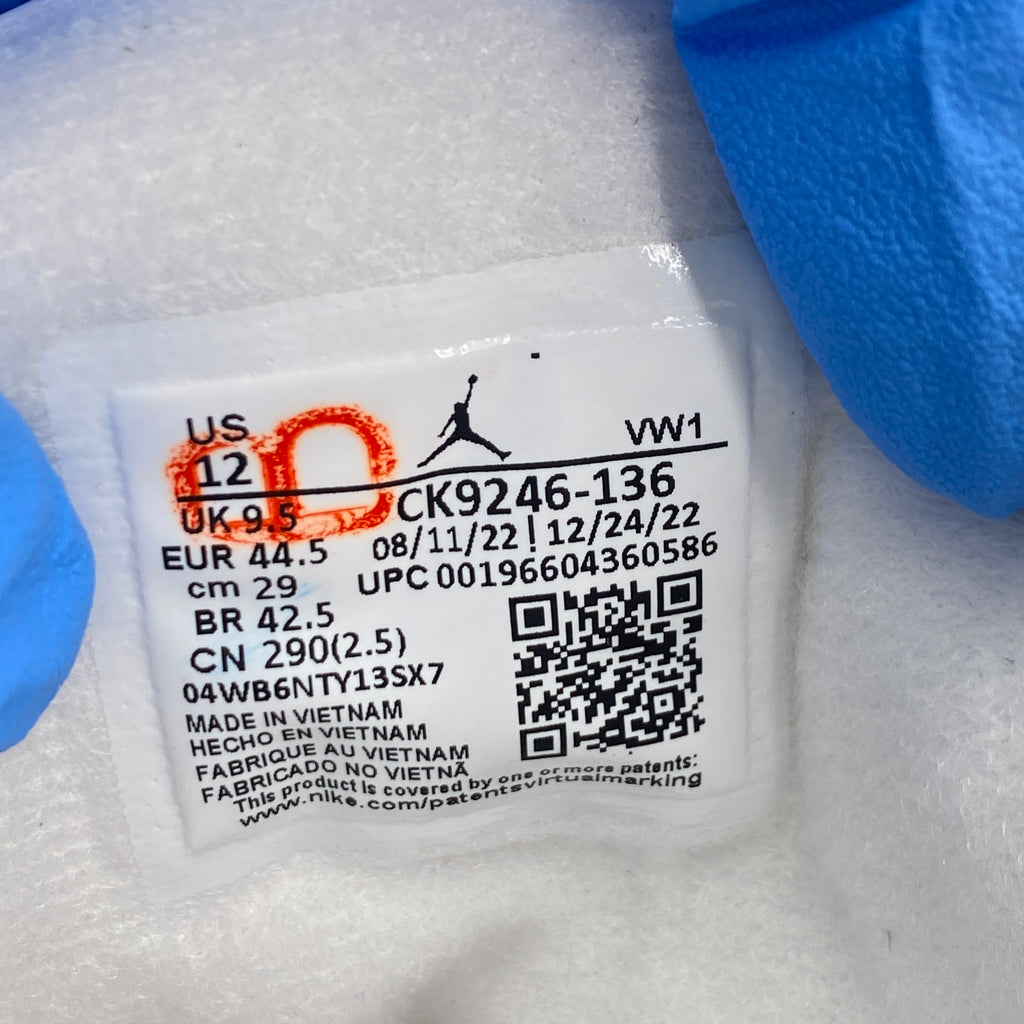 US
12
VW1
UK 9.5
CK9246-136
EUR 44.5
08/11/22 | 12/24/22
cm 29
UPC 00196604360586
BR 42.5
CN 290(2.5)
04WB6NTY13SX7
MADE IN VIETNAM
HECHO EN VIETNAM
FABRIQUE AU VIETNAM
FABRICADO NO VIETNÃ
This product is covered by one or more patents:
www.nike.com/patentsvirtualmarking